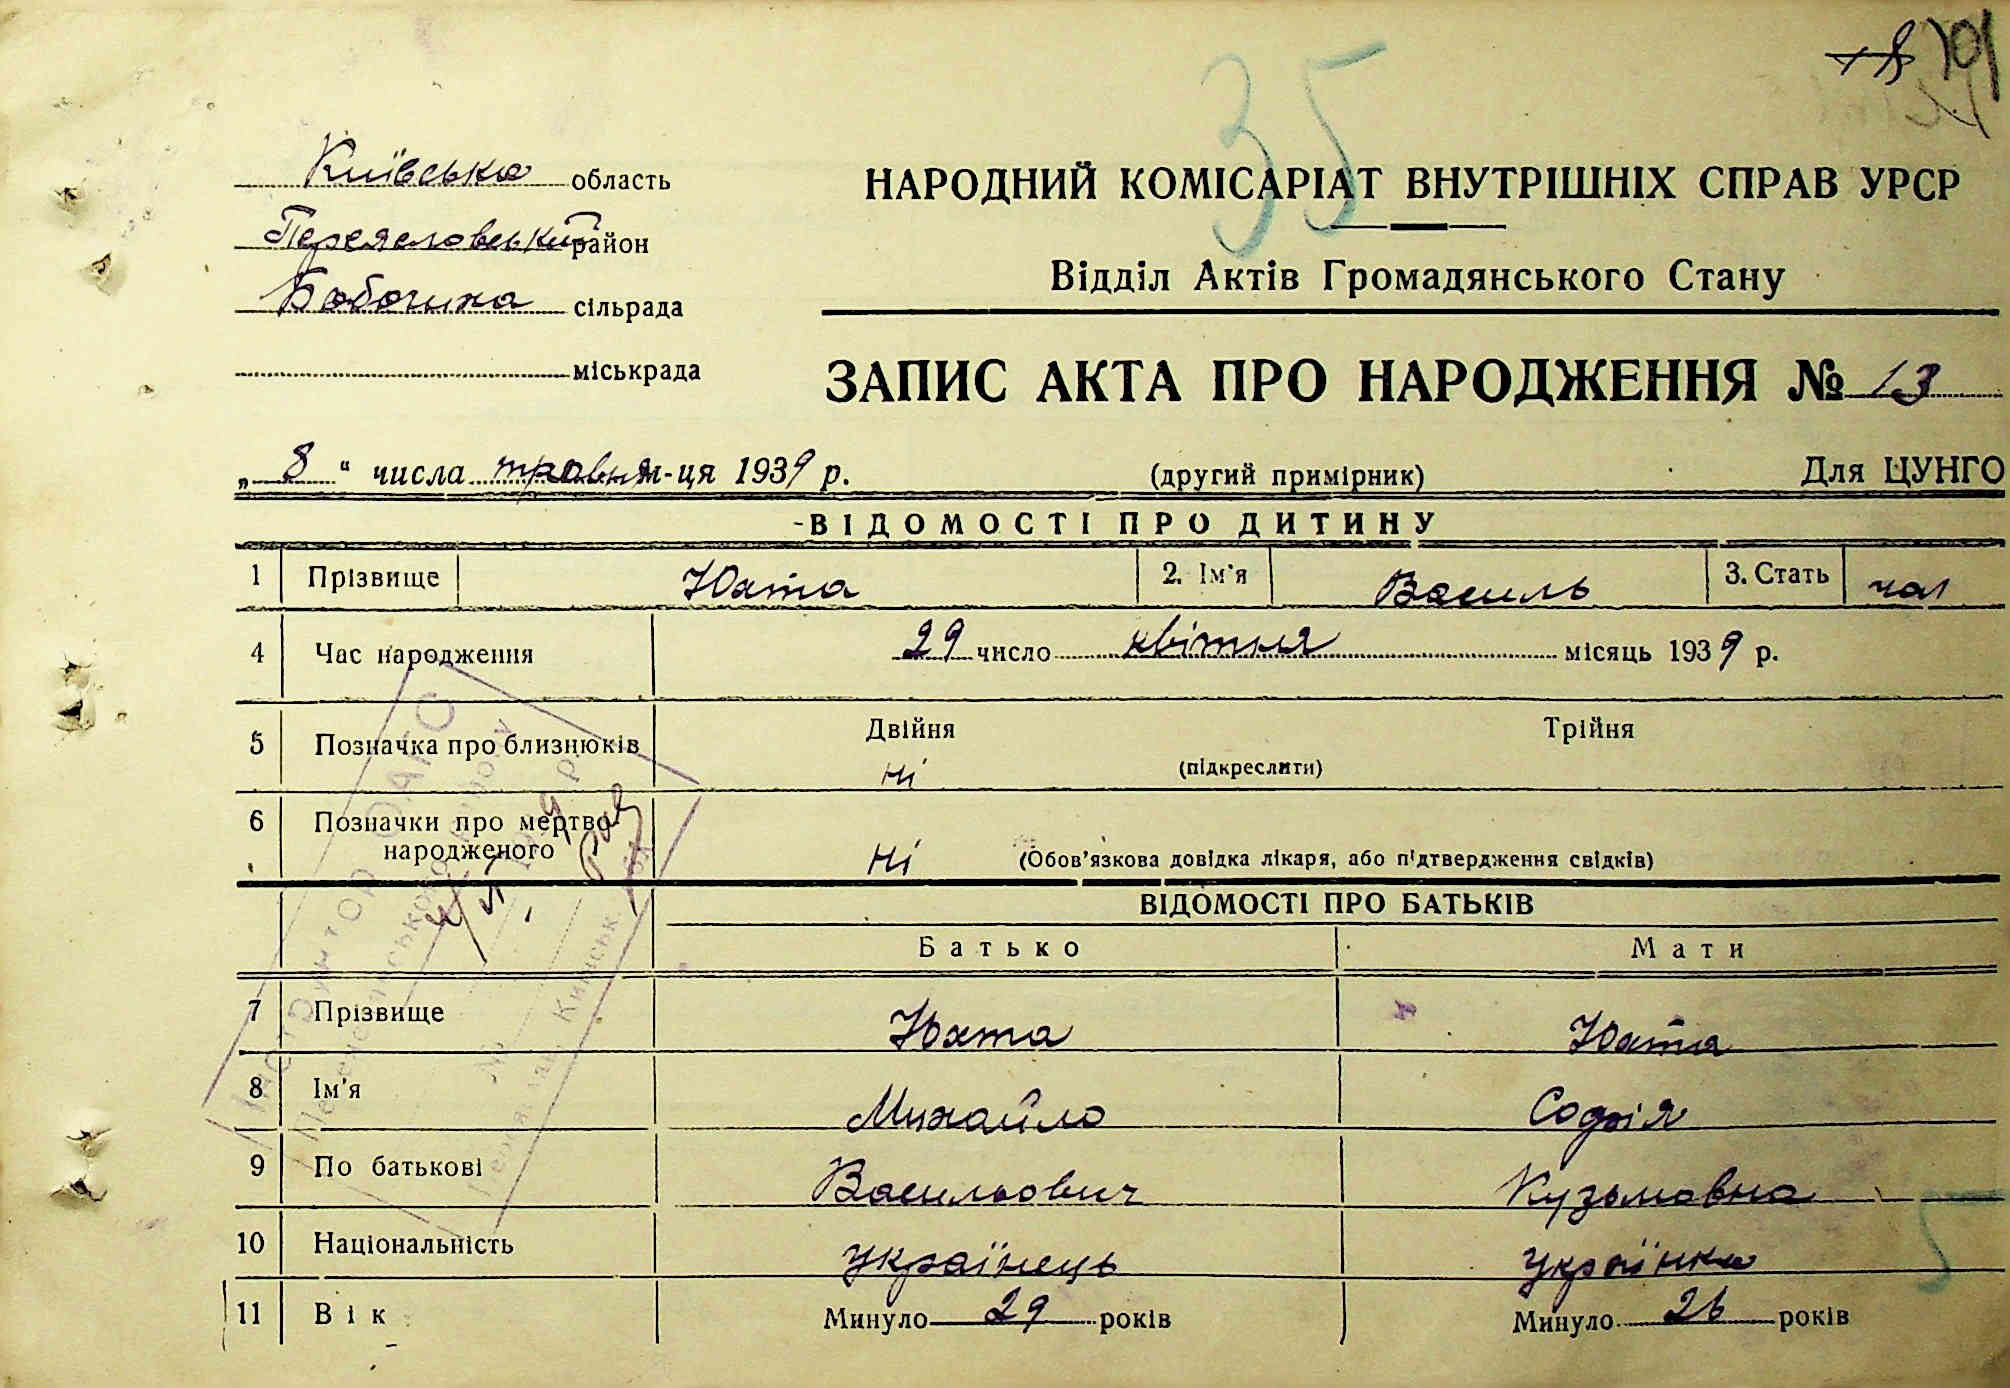 18 191
35
Київська область
Переяславський район
НАРОДНИЙ КОМІСАРІАТ ВНУТРІШНІХ СПРАВ УРСР
Відділ Актів Громадянського Стану
сільрада
міськрада
ЗАПИС АКТА ПРО НАРОДЖЕННЯ № 13
„ 8 “ числа травня м-ця 1939 р. (другий примірник) Для ЦУНГО
ВІДОМОСТІ ПРО ДИТИНУ
1 Прізвище Юхта 2. Ім'я Василь 3. Стать чол
4 Час народження 29 число квітня місяць 1939 р.
5 Позначка про близнюків Двійня Трійня
ні (підкреслити)
6 Позначки про мертво-
народженого ні (Обов'язкова довідка лікаря, або підтвердження свідків)
ВІДОМОСТІ ПРО БАТЬКІВ
Батько Мати
7 Прізвище Юхта Юхта
8 Ім'я Михайло Софія
9 По батькові Васильович Кузьмовна
10 Національність українець українка
11 Вік Минуло 29 років Минуло 26 років